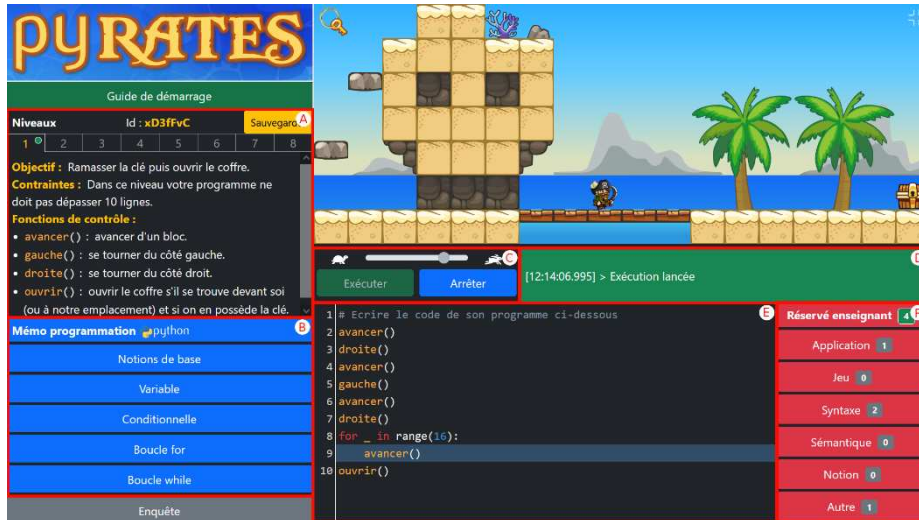 pyRATES
Guide de démarrage
Niveaux Id : xD3fFvC Sauvegard A
1 2 3 4 5 6 7 8
Objectif : Ramasser la clé puis ouvrir le coffre.
Contraintes : Dans ce niveau votre programme ne
doit pas dépasser 10 lignes.
Fonctions de contrôle :
• avancer() : avancer d'un bloc.
• gauche() : se tourner du côté gauche.
• droite() : se tourner du côté droit.
• ouvrir() : ouvrir le coffre s'il se trouve devant soi
(ou à notre emplacement) et si on en possède la clé.
Mémo programmation python B
Notions de base
Variable
Conditionnelle
Boucle for
Boucle while
Enquête
C
Exécuter Arrêter
D
[12:14:06.995] > Exécution lancée
E
1 # Ecrire le code de son programme ci-dessous
2 avancer()
3 droite()
4 avancer()
5 gauche()
6 avancer()
7 droite()
8 for _ in range(16):
9 avancer()
10 ouvrir()
Réservé enseignant 4 F
Application 1
Jeu 0
Syntaxe 2
Sémantique 0
Notion 0
Autre 1